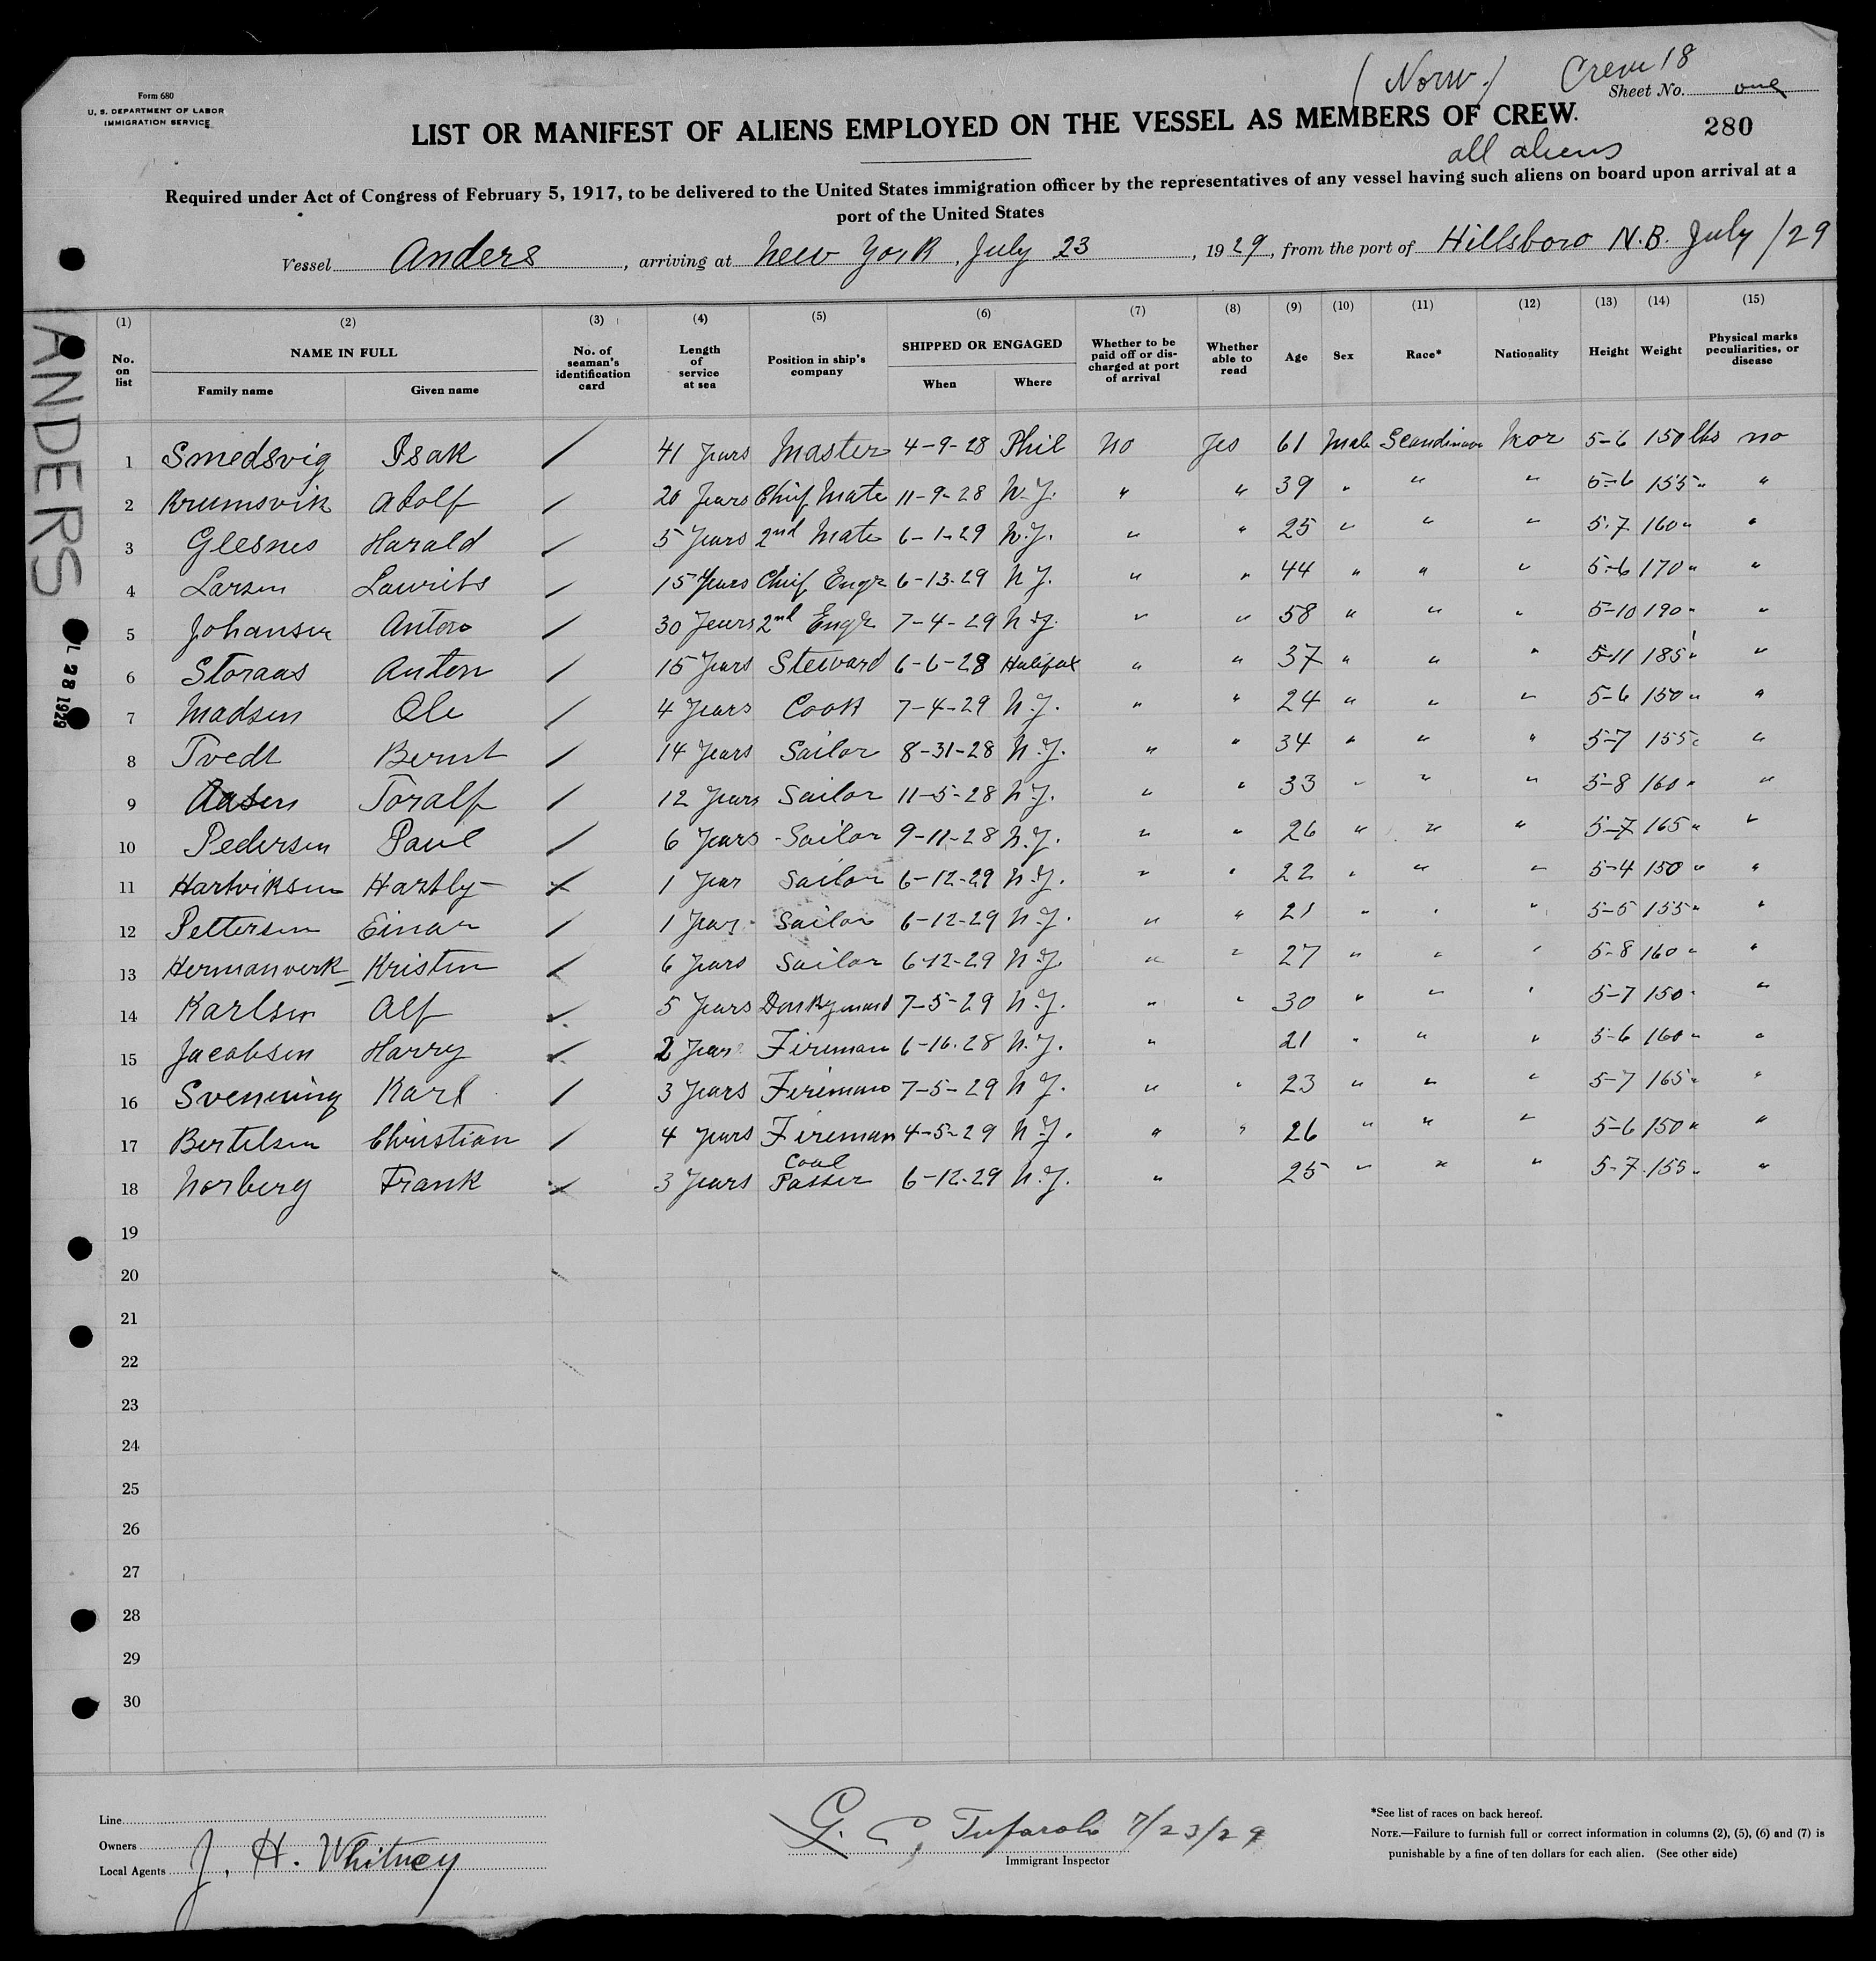 (Norw.) Crew 18
Form 680
U. S. DEPARTMENT OF LABOR
IMMIGRATION SERVICE
Sheet No. one
LIST OR MANIFEST OF ALIENS EMPLOYED ON THE VESSEL AS MEMBERS OF CREW.
280
all aliens
Required under Act of Congress of February 5, 1917, to be delivered to the United States immigration officer by the representatives of any vessel having such aliens on board upon arrival at a
port of the United States
Vessel Anders, arriving at New York, July 23, 1929, from the port of Hillsboro N.B. July /29
ANDERS
28 1929
(1) (2) (3) (4) (5) (6) (7) (8) (9) (10) (11) (12) (13) (14) (15)
No. on list
NAME IN FULL
Family name Given name
No. of seaman's identification card
Length of service at sea
Position in ship's company
SHIPPED OR ENGAGED
When Where
Whether to be paid off or discharged at port of arrival
Whether able to read
Age Sex Race* Nationality Height Weight
Physical marks peculiarities, or disease
1 Smedsvig Isak / 41 Years Master 4-9-28 Phil No Yes 61 Male Scandinav Nor 5-6 150 lbs no
2 Krumsvik Adolf / 20 Years Chief Mate 11-9-28 N.Y. " " 39 " " " 5-6 155 " "
3 Glesnes Harald / 5 Years 2nd Mate 6-1-29 N.Y. " " 25 " " " 5-7 160 " "
4 Larsen Lawrits / 15 Years Chief Engr 6-13-29 N.Y. " " 44 " " " 5-6 170 " "
5 Johansen Anton / 30 Years 2nd Engr 7-4-29 N.Y. " " 58 " " " 5-10 190 " "
6 Storaas Anton / 15 Years Steward 6-6-28 Halifax " " 37 " " " 5-11 185 " "
7 Madsen Ole / 4 Years Cook 7-4-29 N.Y. " " 24 " " " 5-6 150 " "
8 Tvedt Bernt / 14 Years Sailor 8-31-28 N.Y. " " 34 " " " 5-7 155 " "
9 Aasen Toralf / 12 Years Sailor 11-5-28 N.Y. " " 33 " " " 5-8 160 " "
10 Pedersen Paul / 6 Years Sailor 9-11-28 N.Y. " " 26 " " " 5-7 165 " "
11 Hartviksen Hartly 1 Year Sailor 6-12-29 N.Y. " " 22 " " " 5-4 150 " "
12 Pettersen Einar / 1 Year Sailor 6-12-29 N.Y. " " 21 " " " 5-5 155 " "
13 Hermanverk Kristen / 6 Years Sailor 6-12-29 N.Y. " " 27 " " " 5-8 160 " "
14 Karlsen Alf 5 Years Donkeyman 7-5-29 N.Y. " " 30 " " " 5-7 150 " "
15 Jacobsen Harry 2 Years Fireman 6-16-28 N.Y. " 21 " " " 5-6 160 " "
16 Svenning Karl / 3 Years Fireman 7-5-29 N.Y. " " 23 " " " 5-7 165 " "
17 Bertelsen Christian / 4 Years Fireman 4-5-29 N.Y. " " 26 " " " 5-6 150 " "
18 Norberg Frank 3 Years Coal Passer 6-12-29 N.Y. " 25 " " " 5-7 155 " "
19
20
21
22
23
24
25
26
27
28
29
30
Line
Owners
Local Agents J. H. Whitney
G. C. 7/23/29
Immigrant Inspector
*See list of races on back hereof.
NOTE.—Failure to furnish full or correct information in columns (2), (5), (6) and (7) is
punishable by a fine of ten dollars for each alien. (See other side)